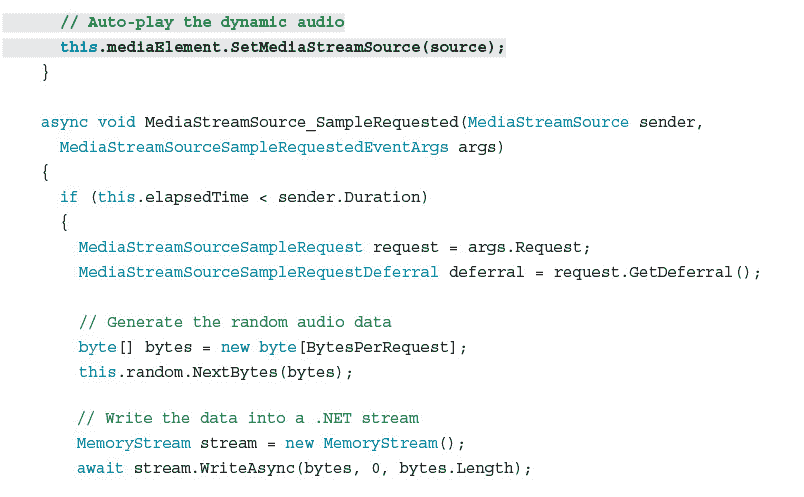 // Auto-play the dynamic audio
this.mediaElement.SetMediaStreamSource(source);
}
async void MediaStreamSource_SampleRequested(MediaStreamSource sender,
MediaStreamSourceSampleRequestedEventArgs args)
{
if (this.elapsedTime < sender.Duration)
{
MediaStreamSourceSampleRequest request = args.Request;
MediaStreamSourceSampleRequestDeferral deferral = request.GetDeferral();
// Generate the random audio data
byte[] bytes = new byte[BytesPerRequest];
this.random.NextBytes(bytes);
// Write the data into a .NET stream
MemoryStream stream = new MemoryStream();
await stream.WriteAsync(bytes, 0, bytes.Length);